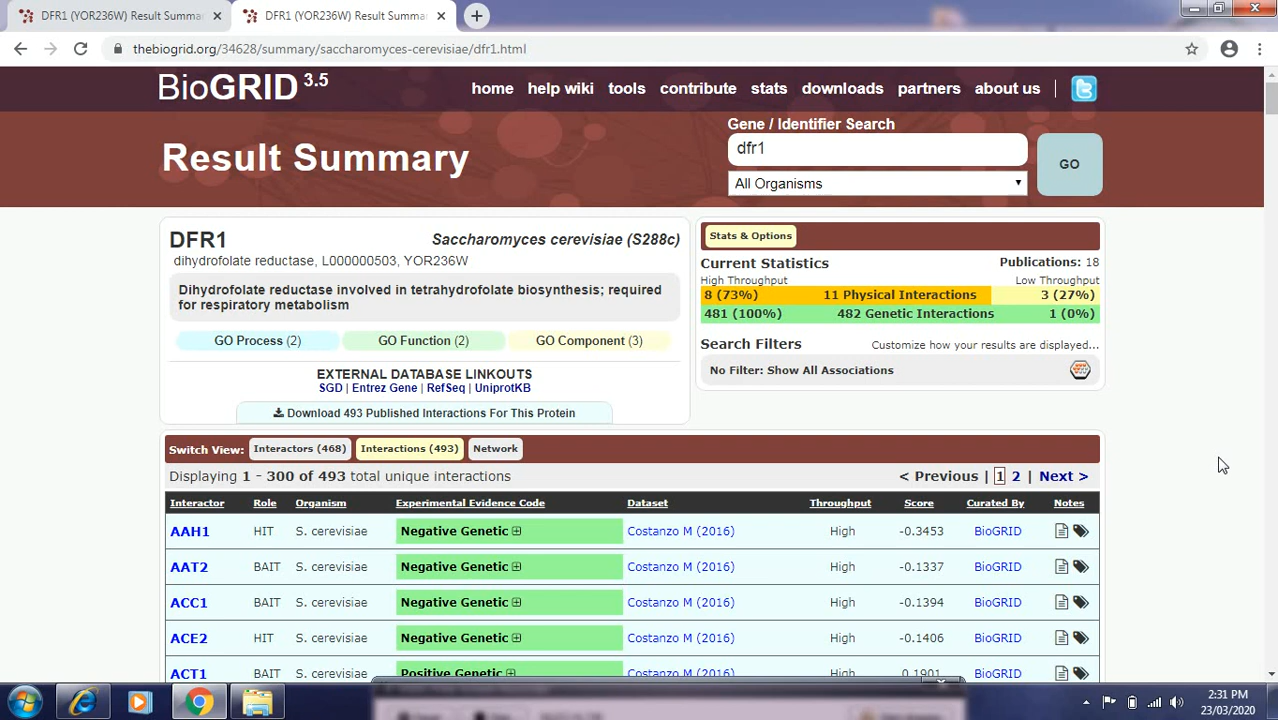 DFR1 (YOR236W) Result Summar
DFR1 (YOR236W) Result Summar
thebiogrid.org/34628/summary/saccharomyces-cerevisiae/dfr1.html
BioGRID 3.5
home help wiki tools contribute stats downloads partners about us
Result Summary
Gene / Identifier Search
dfr1
All Organisms
GO
DFR1 Saccharomyces cerevisiae (S288c)
dihydrofolate reductase, L000000503, YOR236W
Dihydrofolate reductase involved in tetrahydrofolate biosynthesis; required
for respiratory metabolism
GO Process (2) GO Function (2) GO Component (3)
EXTERNAL DATABASE LINKOUTS
SGD | Entrez Gene | RefSeq | UniprotKB
Download 493 Published Interactions For This Protein
Stats & Options
Current Statistics Publications: 18
High Throughput Low Throughput
8 (73%) 11 Physical Interactions 3 (27%)
481 (100%) 482 Genetic Interactions 1 (0%)
Search Filters Customize how your results are displayed...
No Filter: Show All Associations
Switch View: Interactors (468) Interactions (493) Network
Displaying 1 - 300 of 493 total unique interactions < Previous | 1 2 | Next >
Interactor Role Organism Experimental Evidence Code Dataset Throughput Score Curated By Notes
AAH1 HIT S. cerevisiae Negative Genetic Costanzo M (2016) High -0.3453 BioGRID
AAT2 BAIT S. cerevisiae Negative Genetic Costanzo M (2016) High -0.1337 BioGRID
ACC1 BAIT S. cerevisiae Negative Genetic Costanzo M (2016) High -0.1394 BioGRID
ACE2 HIT S. cerevisiae Negative Genetic Costanzo M (2016) High -0.1406 BioGRID
ACT1 BAIT S. cerevisiae Positive Genetic Costanzo M (2016) High 0.1901 BioGRID
2:31 PM
23/03/2020